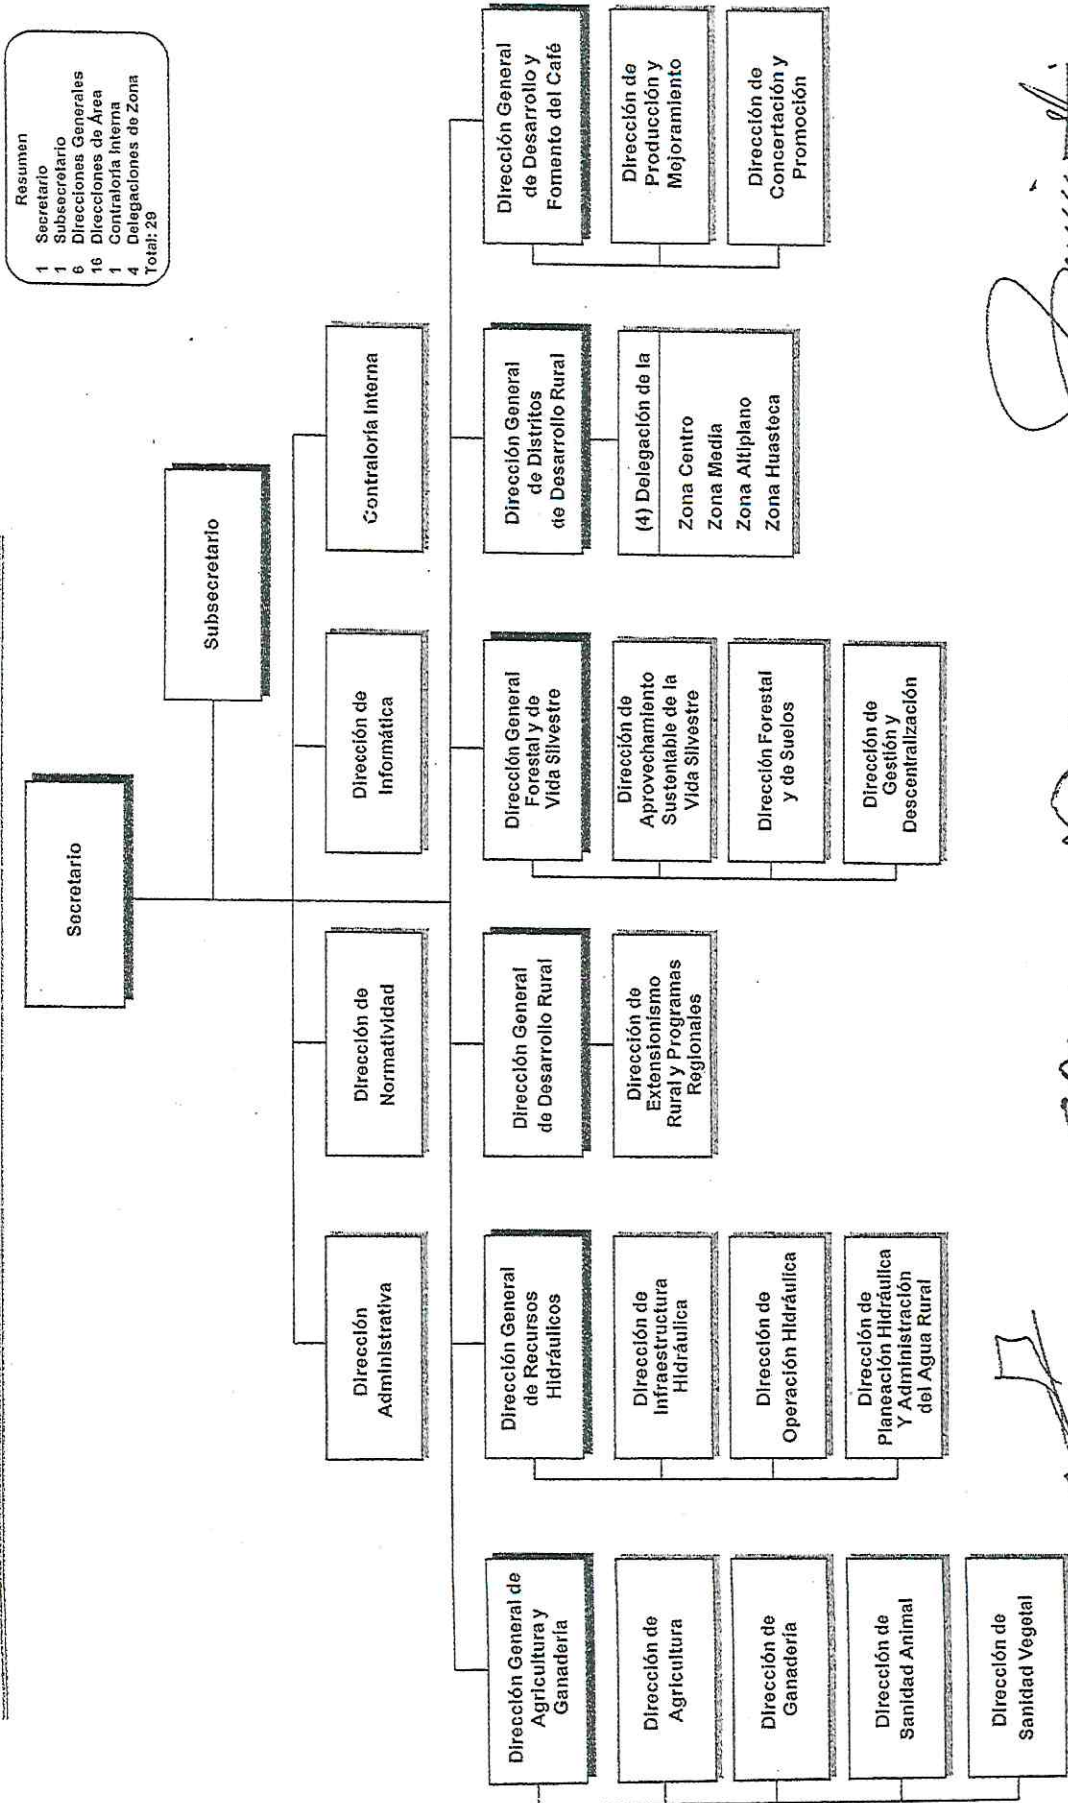 Resumen
1 Secretario
1 Subsecretario
6 Direcciones Generales
16 Direcciones de Área
1 Contraloría Interna
4 Delegaciones de Zona
Total: 29
Secretario
Subsecretario
Dirección
Administrativa
Dirección de
Normatividad
Dirección de
Informática
Contraloría Interna
Dirección General de
Agricultura y
Ganadería
Dirección de
Agricultura
Dirección de
Ganadería
Dirección de
Sanidad Animal
Dirección de
Sanidad Vegetal
Dirección General
de Recursos
Hidráulicos
Dirección de
Infraestructura
Hidráulica
Dirección de
Operación Hidráulica
Dirección de
Planeación Hidráulica
Y Administración
del Agua Rural
Dirección General
de Desarrollo Rural
Dirección de
Extensionismo
Rural y Programas
Regionales
Dirección General
Forestal y de
Vida Silvestre
Dirección de
Aprovechamiento
Sustentable de la
Vida Silvestre
Dirección Forestal
y de Suelos
Dirección de
Gestión y
Descentralización
Dirección General
de Distritos
de Desarrollo Rural
(4) Delegación de la
Zona Centro
Zona Media
Zona Altiplano
Zona Huasteca
Dirección General
de Desarrollo y
Fomento del Café
Dirección de
Producción y
Mejoramiento
Dirección de
Concertación y
Promoción